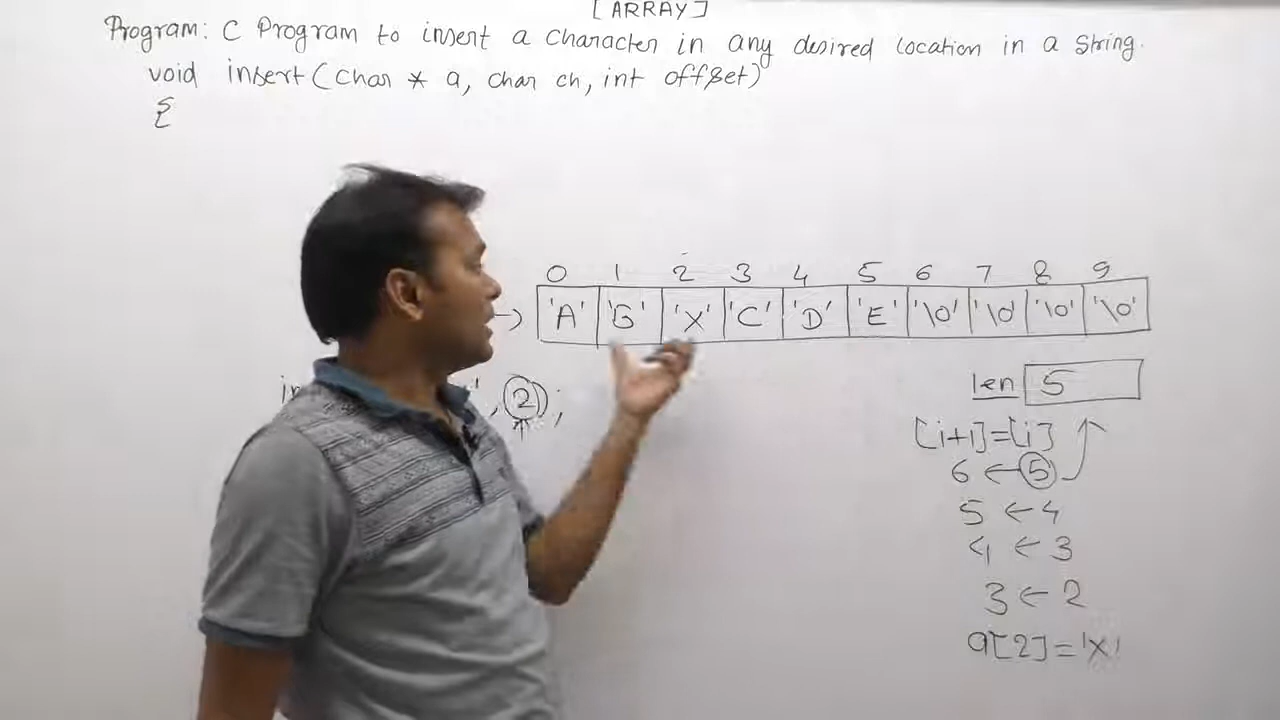 [ARRAY]
Program: C Program to insert a character in any desired location in a string.
void insert(char * a, char ch, int offset)
{
0 1 2 3 4 5 6 7 8 9
'A' 'B' 'X' 'C' 'D' 'E' '\0' '\0' '\0' '\0'
len 5
, 2);
[i+1]=[i]
6 ← 5
5 ← 4
4 ← 3
3 ← 2
a[2]='X'